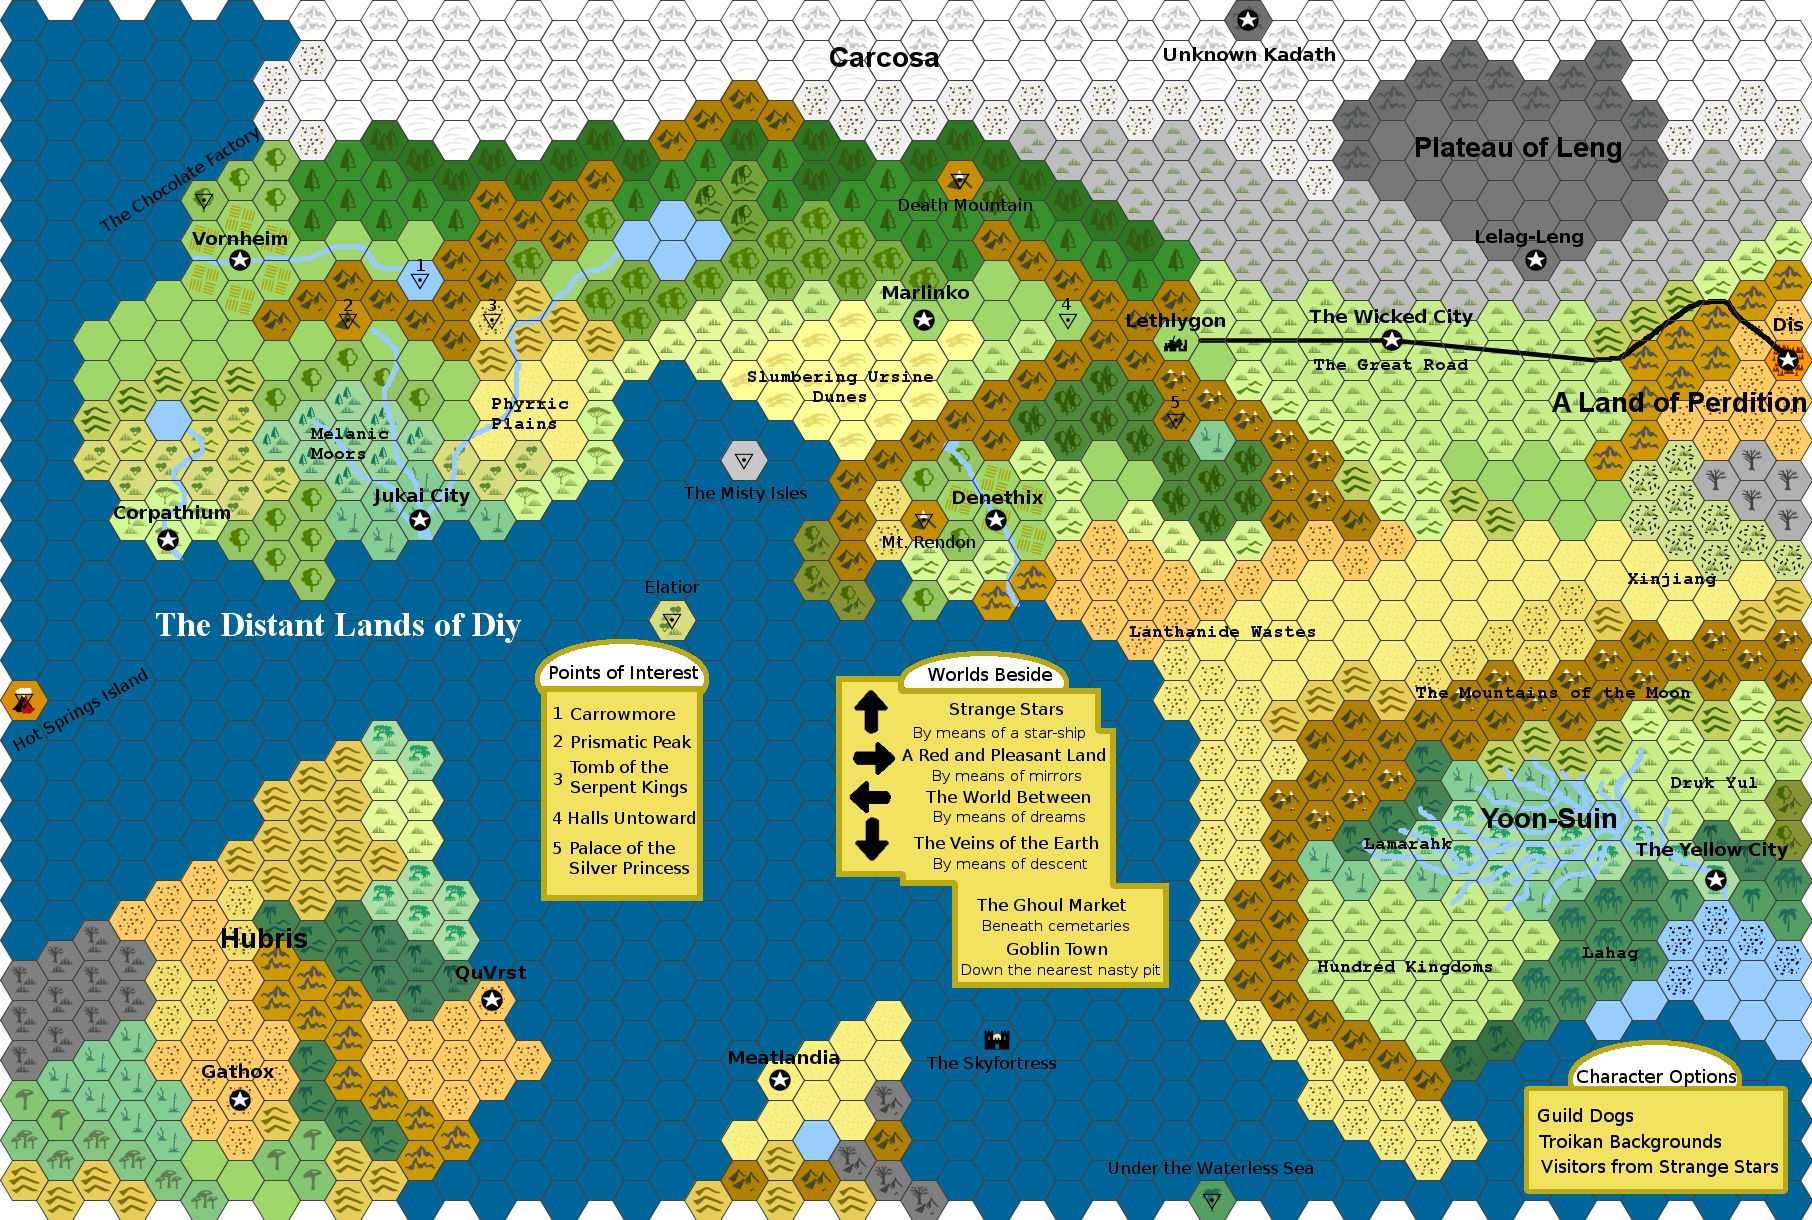 Carcosa
Unknown Kadath
Plateau of Leng
The Chocolate Factory
Death Mountain
Vornheim
Lelag-Leng
1
2
3
4
Marlinko
Lethlygon
The Wicked City
The Great Road
Dis
Slumbering Ursine
Dunes
5
A Land of Perdition
Phyrric
Plains
Melanic
Moors
The Misty Isles
Jukai City
Denethix
Corpathium
Mt. Rendon
Elatior
Xinjiang
The Distant Lands of Diy
Lanthanide Wastes
Hot Springs Island
The Mountains of the Moon
Points of Interest
1 Carrowmore
2 Prismatic Peak
3 Tomb of the
Serpent Kings
4 Halls Untoward
5 Palace of the
Silver Princess
Worlds Beside
Strange Stars
By means of a star-ship
A Red and Pleasant Land
By means of mirrors
The World Between
By means of dreams
The Veins of the Earth
By means of descent
The Ghoul Market
Beneath cemetaries
Goblin Town
Down the nearest nasty pit
Druk Yul
Yoon-Suin
Lamarahk
The Yellow City
Hubris
Lahag
Hundred Kingdoms
QuVrst
Gathox
Meatlandia
The Skyfortress
Under the Waterless Sea
Character Options
Guild Dogs
Troikan Backgrounds
Visitors from Strange Stars